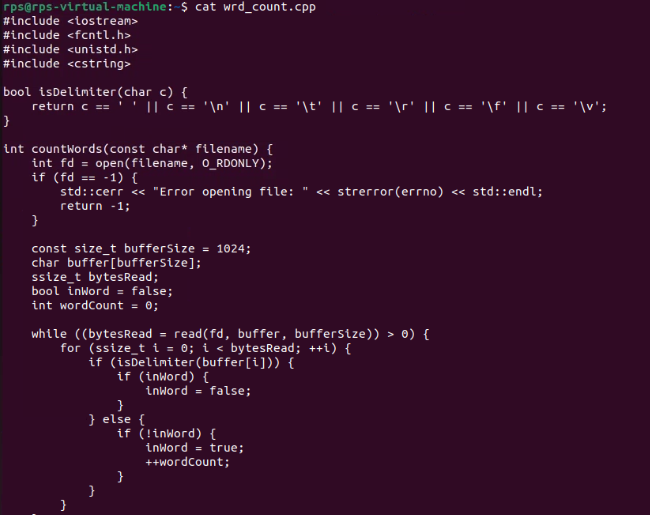 rps@rps-virtual-machine:~$ cat wrd_count.cpp
#include <iostream>
#include <fcntl.h>
#include <unistd.h>
#include <cstring>

bool isDelimiter(char c) {
    return c == ' ' || c == '\n' || c == '\t' || c == '\r' || c == '\f' || c == '\v';
}

int countWords(const char* filename) {
    int fd = open(filename, O_RDONLY);
    if (fd == -1) {
        std::cerr << "Error opening file: " << strerror(errno) << std::endl;
        return -1;
    }

    const size_t bufferSize = 1024;
    char buffer[bufferSize];
    ssize_t bytesRead;
    bool inWord = false;
    int wordCount = 0;

    while ((bytesRead = read(fd, buffer, bufferSize)) > 0) {
        for (ssize_t i = 0; i < bytesRead; ++i) {
            if (isDelimiter(buffer[i])) {
                if (inWord) {
                    inWord = false;
                }
            } else {
                if (!inWord) {
                    inWord = true;
                    ++wordCount;
                }
            }
        }